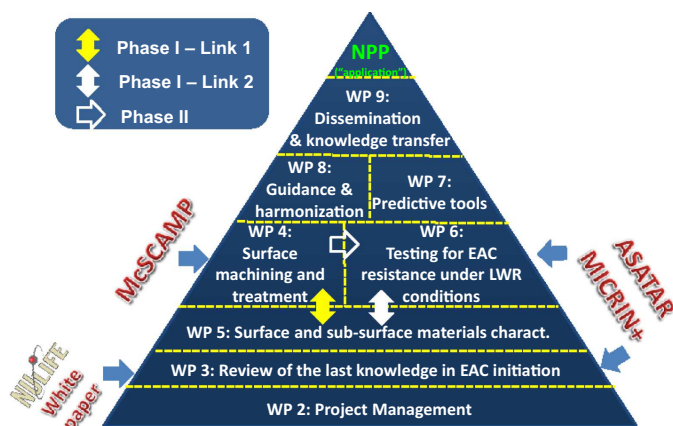 Phase I – Link 1
Phase I – Link 2
Phase II
NPP
("application")
WP 9:
Dissemination
& knowledge transfer
WP 8:
Guidance &
harmonization
WP 7:
Predictive tools
WP 4:
Surface
machining and
treatment
WP 6:
Testing for EAC
resistance under LWR
conditions
WP 5: Surface and sub-surface materials charact.
WP 3: Review of the last knowledge in EAC initiation
WP 2: Project Management
McSCAMP
NULIFE
White
paper
ASATAR
MICRIN+